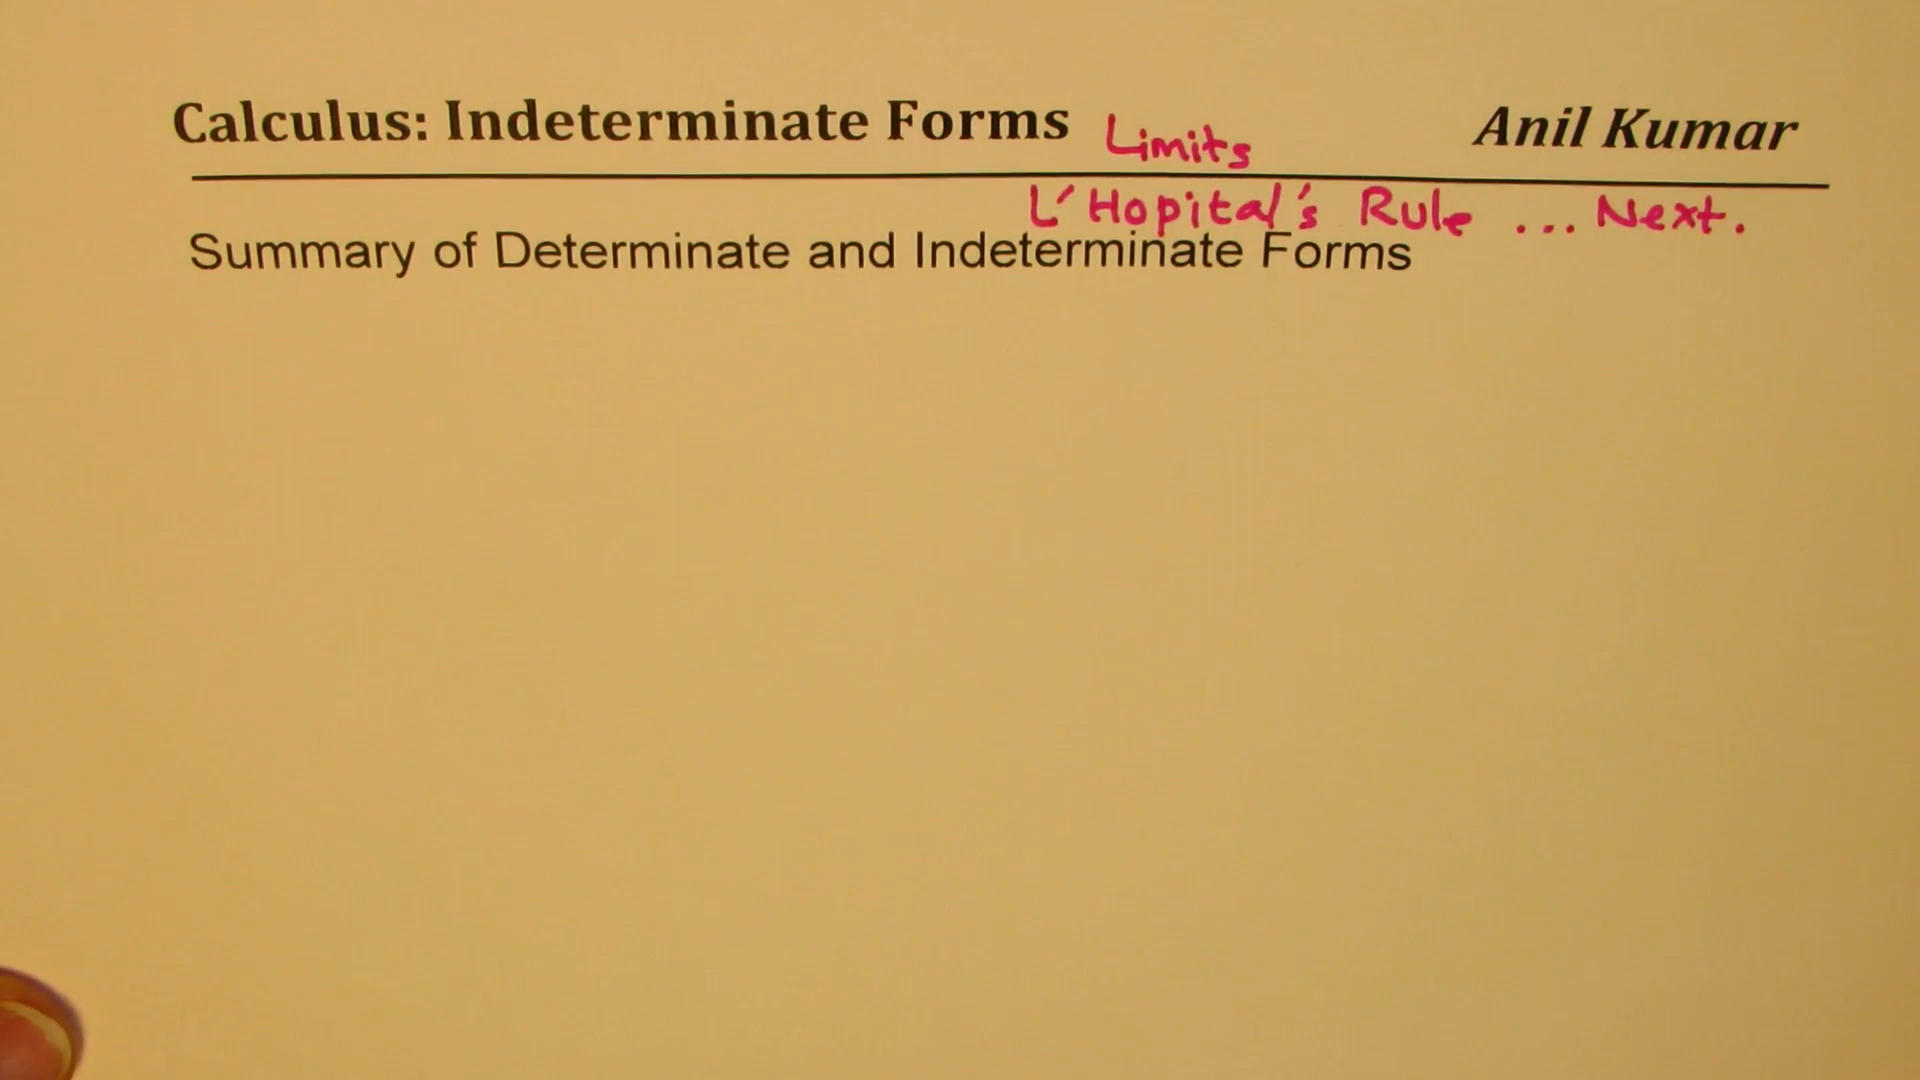 Calculus: Indeterminate Forms Limits Anil Kumar
L'Hopital's Rule ... Next.
Summary of Determinate and Indeterminate Forms